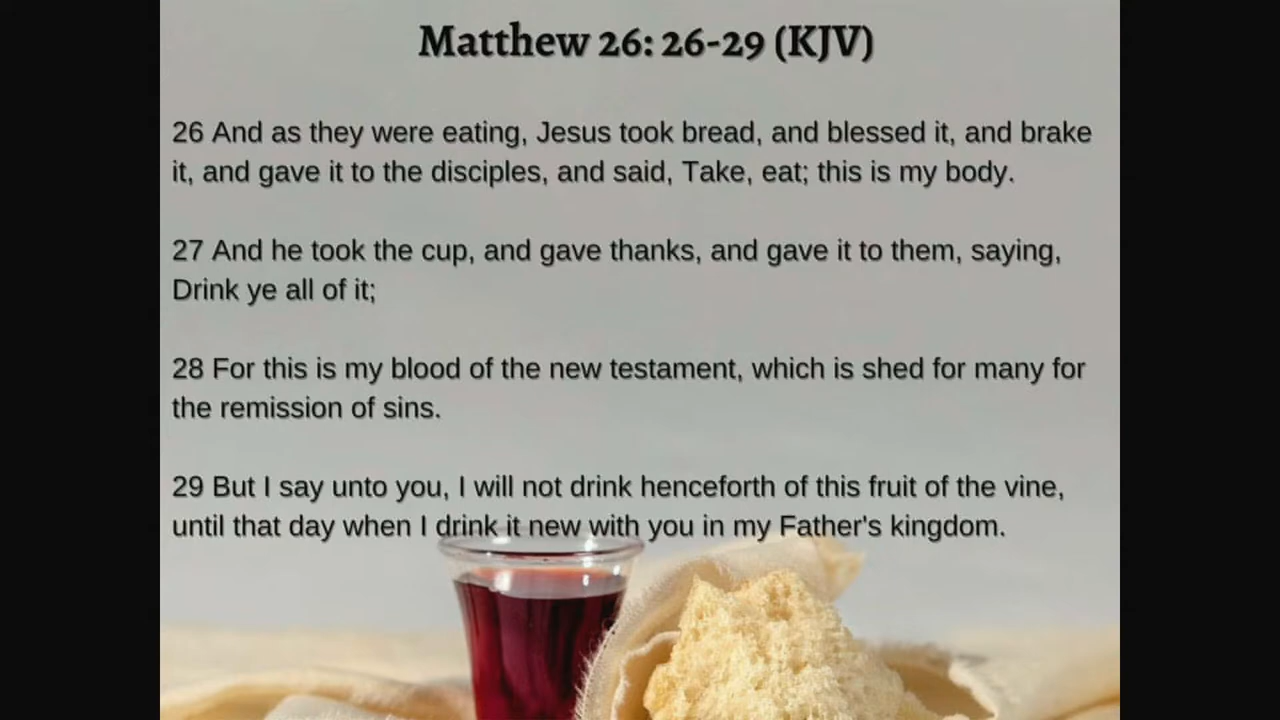 Matthew 26: 26-29 (KJV)
26 And as they were eating, Jesus took bread, and blessed it, and brake
it, and gave it to the disciples, and said, Take, eat; this is my body.
27 And he took the cup, and gave thanks, and gave it to them, saying,
Drink ye all of it;
28 For this is my blood of the new testament, which is shed for many for
the remission of sins.
29 But I say unto you, I will not drink henceforth of this fruit of the vine,
until that day when I drink it new with you in my Father's kingdom.